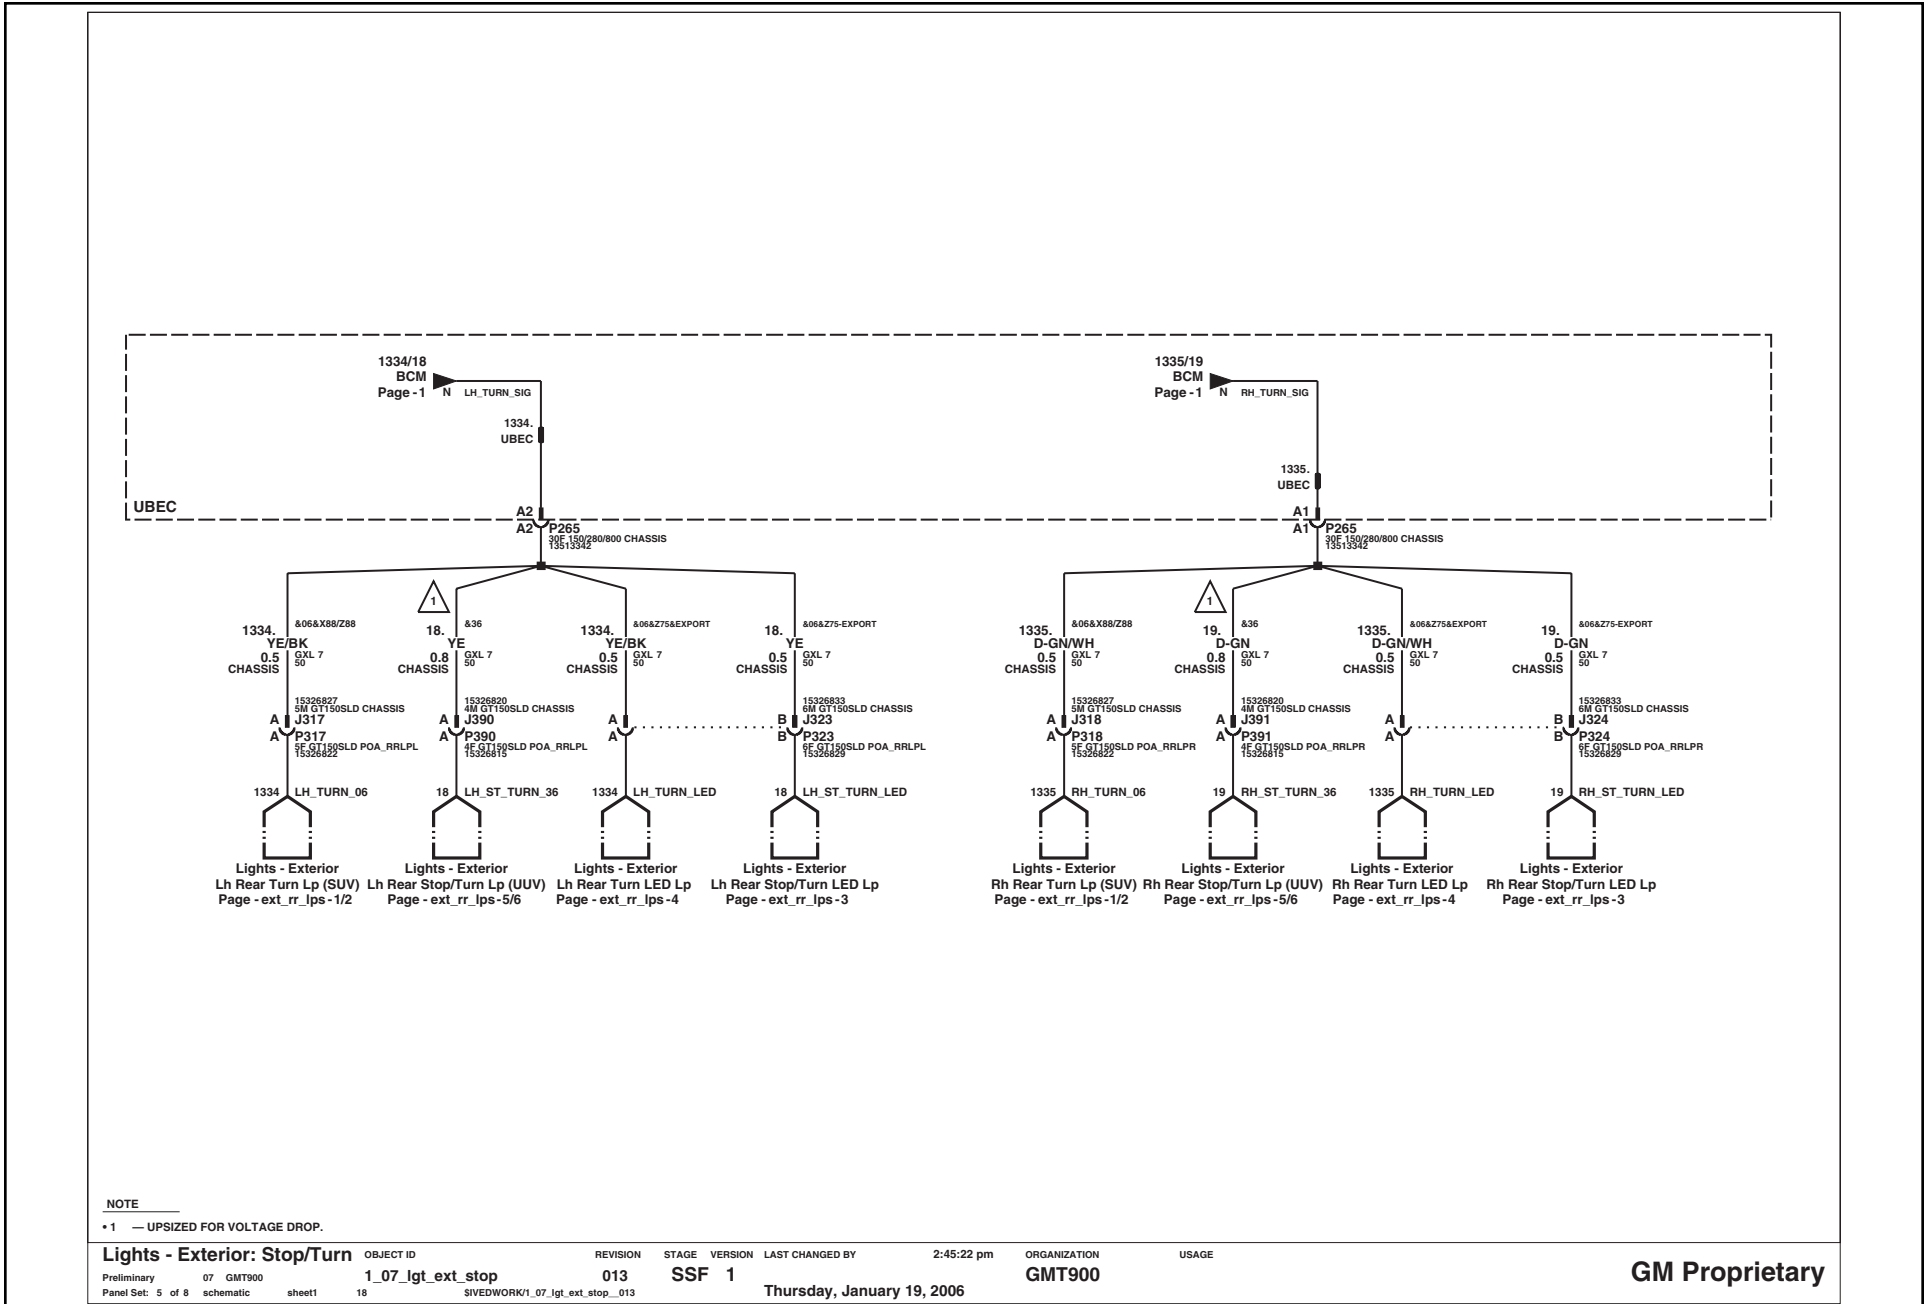 1334/18
BCM
Page - 1
N LH_TURN_SIG
1334.
UBEC
1335/19
BCM
Page - 1
N RH_TURN_SIG
1335.
UBEC
UBEC
A2
A2 P265
30F 150/280/800 CHASSIS
13513342
A1
A1 P265
30F 150/280/800 CHASSIS
13513342
1
1334. &06&X88/Z88
YE/BK
0.5 GXL 7
CHASSIS 50
18. &36
YE
0.8 GXL 7
CHASSIS 50
1334. &06&Z75&EXPORT
YE/BK
0.5 GXL 7
CHASSIS 50
18. &06&Z75-EXPORT
YE
0.5 GXL 7
CHASSIS 50
1
1335. &06&X88/Z88
D-GN/WH
0.5 GXL 7
CHASSIS 50
19. &36
D-GN
0.8 GXL 7
CHASSIS 50
1335. &06&Z75&EXPORT
D-GN/WH
0.5 GXL 7
CHASSIS 50
19. &06&Z75-EXPORT
D-GN
0.5 GXL 7
CHASSIS 50
15326827
5M GT150SLD CHASSIS
A J317
A P317
5F GT150SLD POA_RRLPL
15326822
15326820
4M GT150SLD CHASSIS
A J390
A P390
4F GT150SLD POA_RRLPL
15326815
A
A
15326833
6M GT150SLD CHASSIS
B J323
B P323
6F GT150SLD POA_RRLPL
15326829
15326827
5M GT150SLD CHASSIS
A J318
A P318
5F GT150SLD POA_RRLPR
15326822
15326820
4M GT150SLD CHASSIS
A J391
A P391
4F GT150SLD POA_RRLPR
15326815
A
A
15326833
6M GT150SLD CHASSIS
B J324
B P324
6F GT150SLD POA_RRLPR
15326829
1334 LH_TURN_06
Lights - Exterior
Lh Rear Turn Lp (SUV)
Page - ext_rr_lps - 1/2
18 LH_ST_TURN_36
Lights - Exterior
Lh Rear Stop/Turn Lp (UUV)
Page - ext_rr_lps - 5/6
1334 LH_TURN_LED
Lights - Exterior
Lh Rear Turn LED Lp
Page - ext_rr_lps - 4
18 LH_ST_TURN_LED
Lights - Exterior
Lh Rear Stop/Turn LED Lp
Page - ext_rr_lps - 3
1335 RH_TURN_06
Lights - Exterior
Rh Rear Turn Lp (SUV)
Page - ext_rr_lps - 1/2
19 RH_ST_TURN_36
Lights - Exterior
Rh Rear Stop/Turn Lp (UUV)
Page - ext_rr_lps - 5/6
1335 RH_TURN_LED
Lights - Exterior
Rh Rear Turn LED Lp
Page - ext_rr_lps - 4
19 RH_ST_TURN_LED
Lights - Exterior
Rh Rear Stop/Turn LED Lp
Page - ext_rr_lps - 3
NOTE
• 1 — UPSIZED FOR VOLTAGE DROP.
Lights - Exterior: Stop/Turn OBJECT ID REVISION STAGE VERSION LAST CHANGED BY 2:45:22 pm ORGANIZATION USAGE
Preliminary 07 GMT900 1_07_lgt_ext_stop 013 SSF 1 GMT900 GM Proprietary
Panel Set: 5 of 8 schematic sheet1 18 $IVEDWORK/1_07_lgt_ext_stop__013 Thursday, January 19, 2006